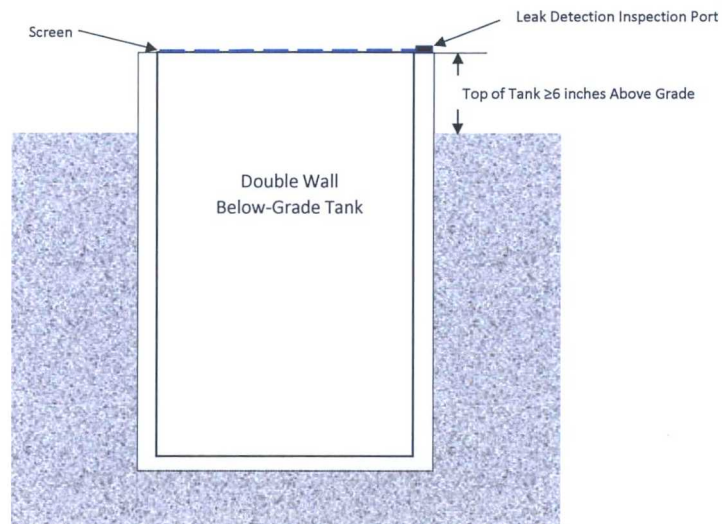 Leak Detection Inspection Port
Screen
Top of Tank ≥6 inches Above Grade
Double Wall
Below-Grade Tank